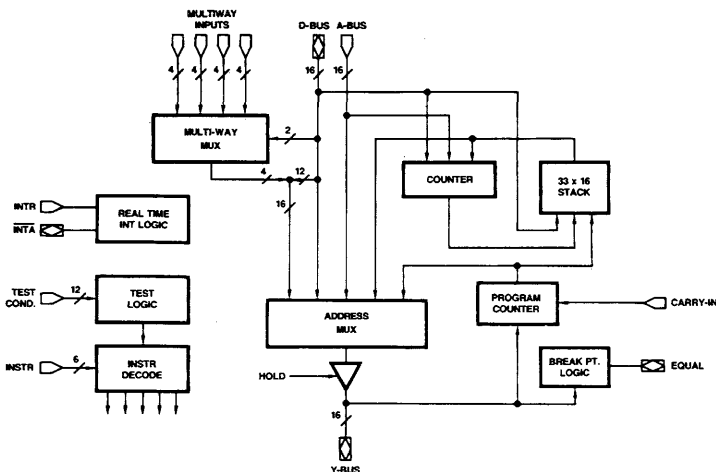 MULTIWAY
INPUTS
D-BUS A-BUS
4 4 4 4 16 16
MULTI-WAY
MUX
2
4 12
16
COUNTER
33 x 16
STACK
INTR
INTA
REAL TIME
INT LOGIC
TEST
COND.
12
TEST
LOGIC
ADDRESS
MUX
PROGRAM
COUNTER
CARRY-IN
INSTR
6
INSTR
DECODE
HOLD
BREAK PT.
LOGIC
EQUAL
16
Y-BUS